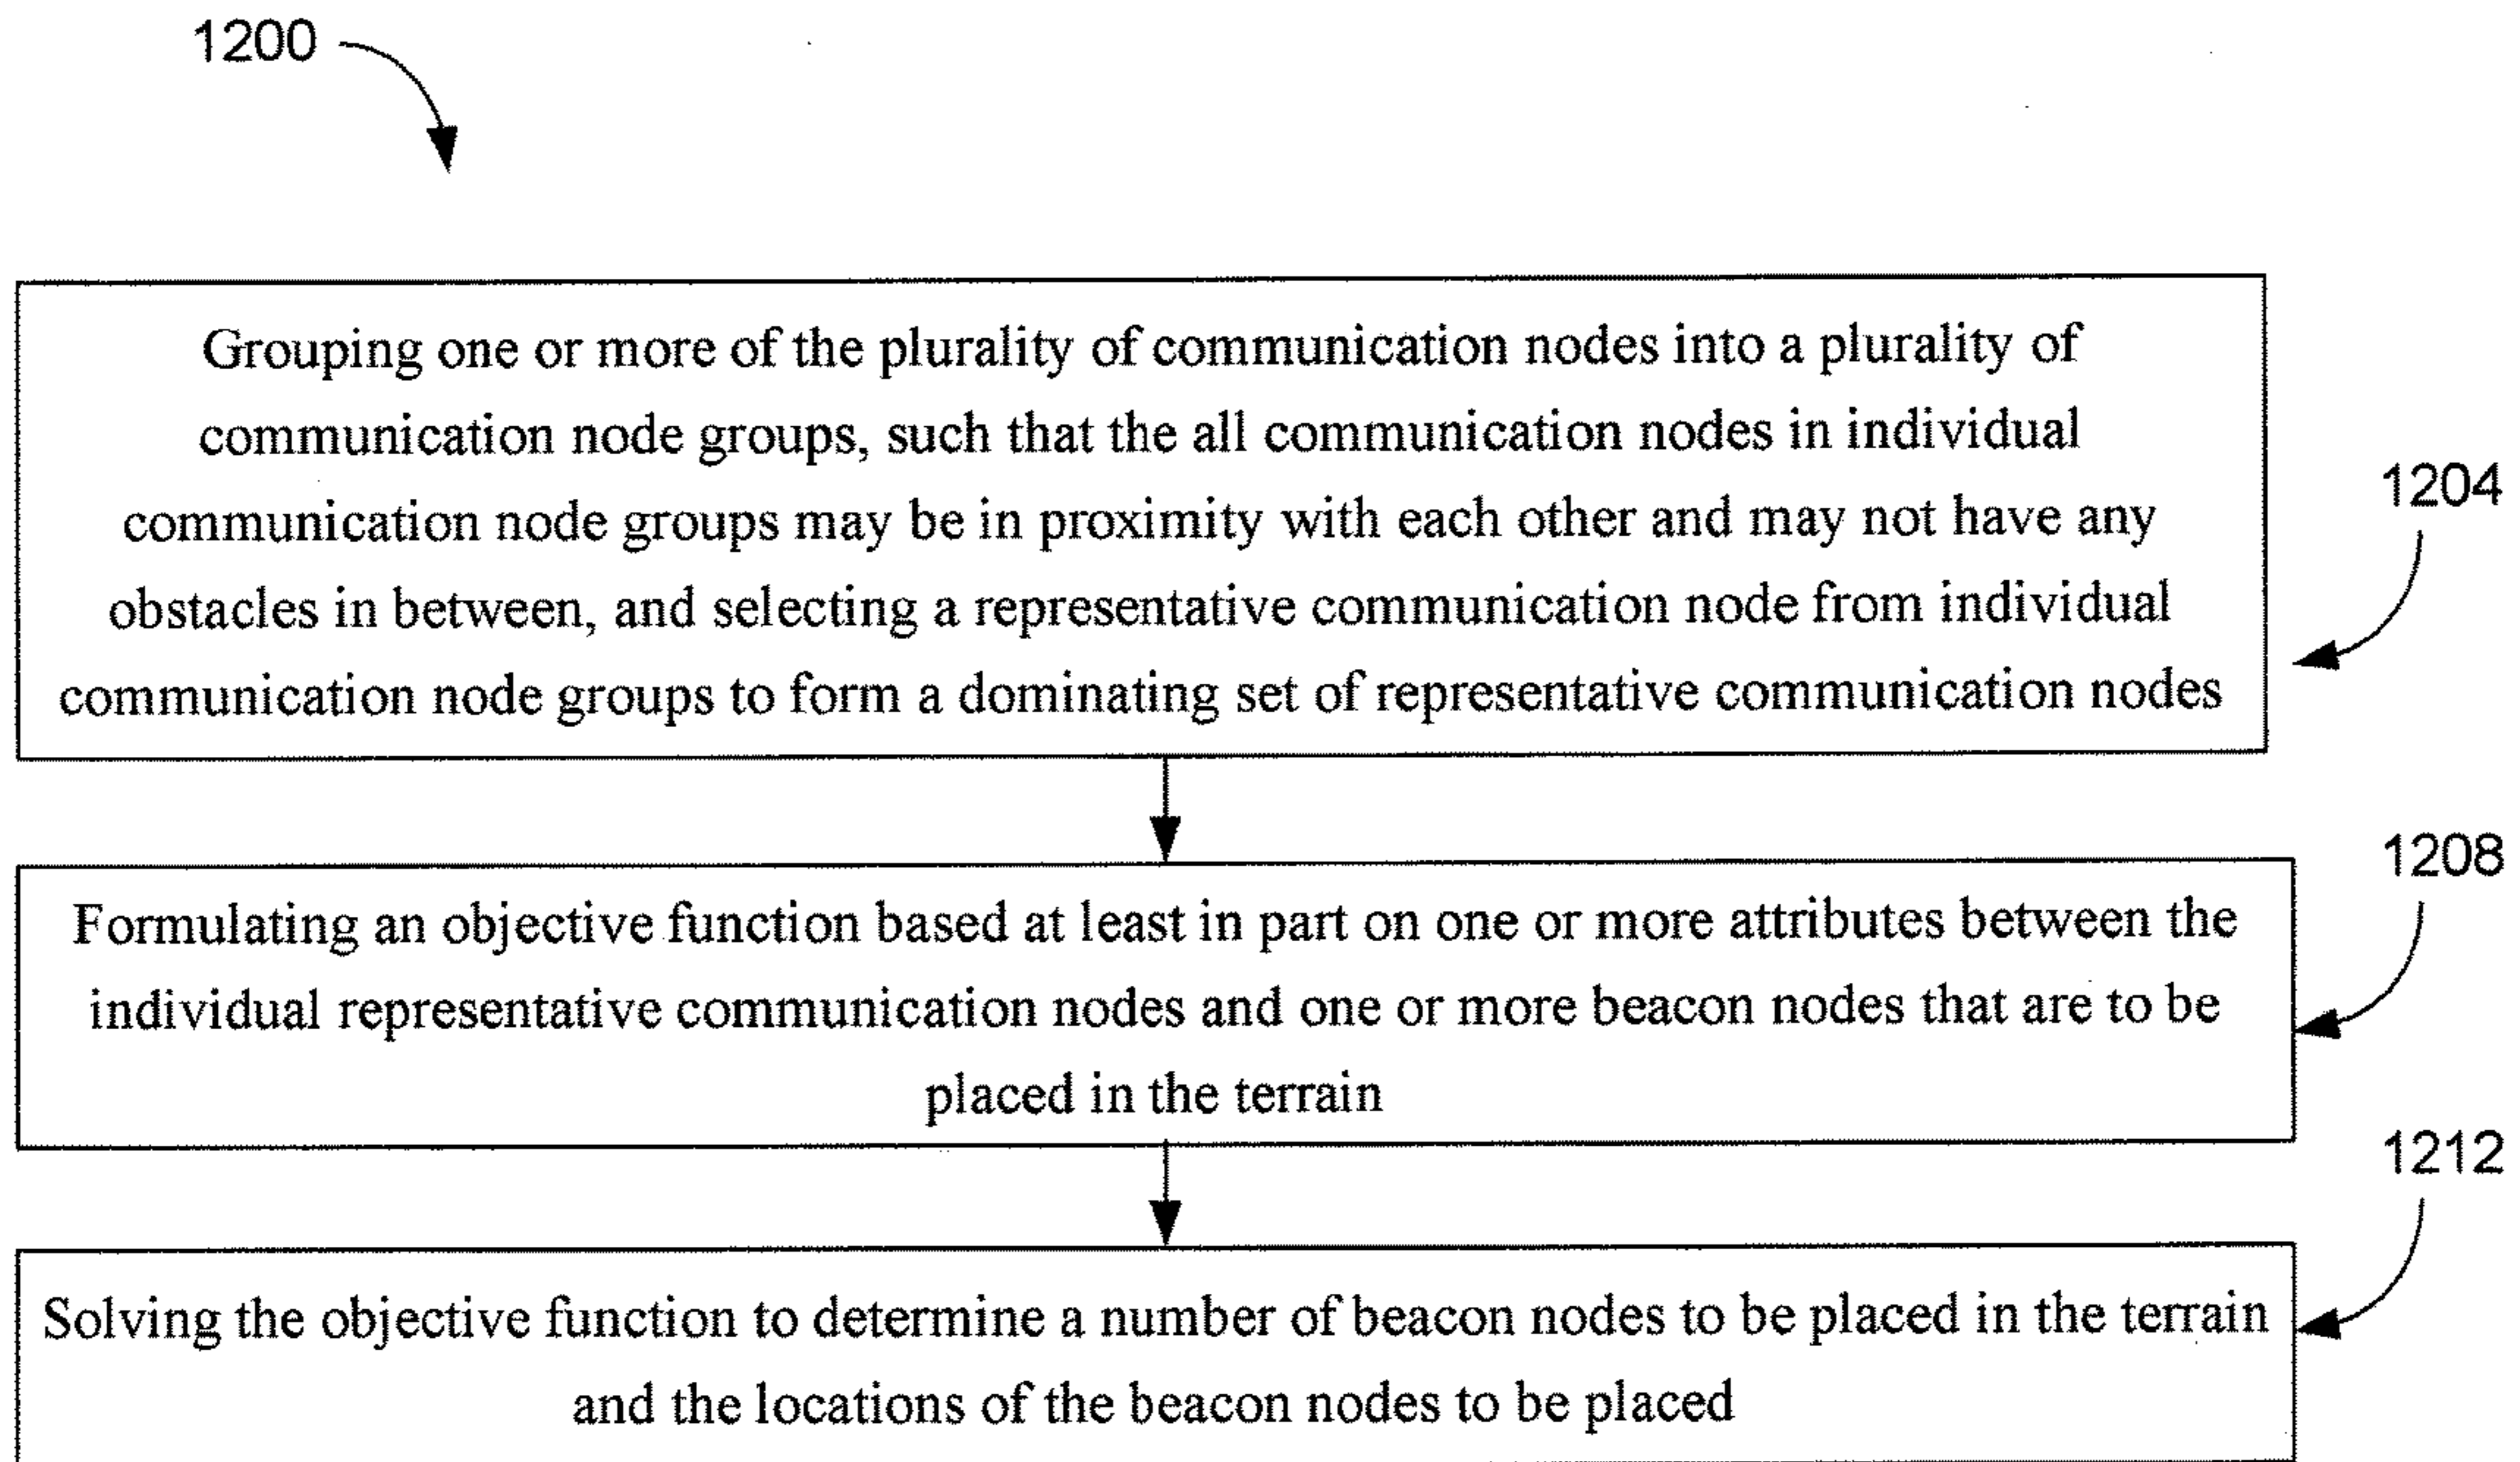 1200
Grouping one or more of the plurality of communication nodes into a plurality of
communication node groups, such that the all communication nodes in individual
communication node groups may be in proximity with each other and may not have any
obstacles in between, and selecting a representative communication node from individual
communication node groups to form a dominating set of representative communication nodes
1204
Formulating an objective function based at least in part on one or more attributes between the
individual representative communication nodes and one or more beacon nodes that are to be
placed in the terrain
1208
Solving the objective function to determine a number of beacon nodes to be placed in the terrain
and the locations of the beacon nodes to be placed
1212